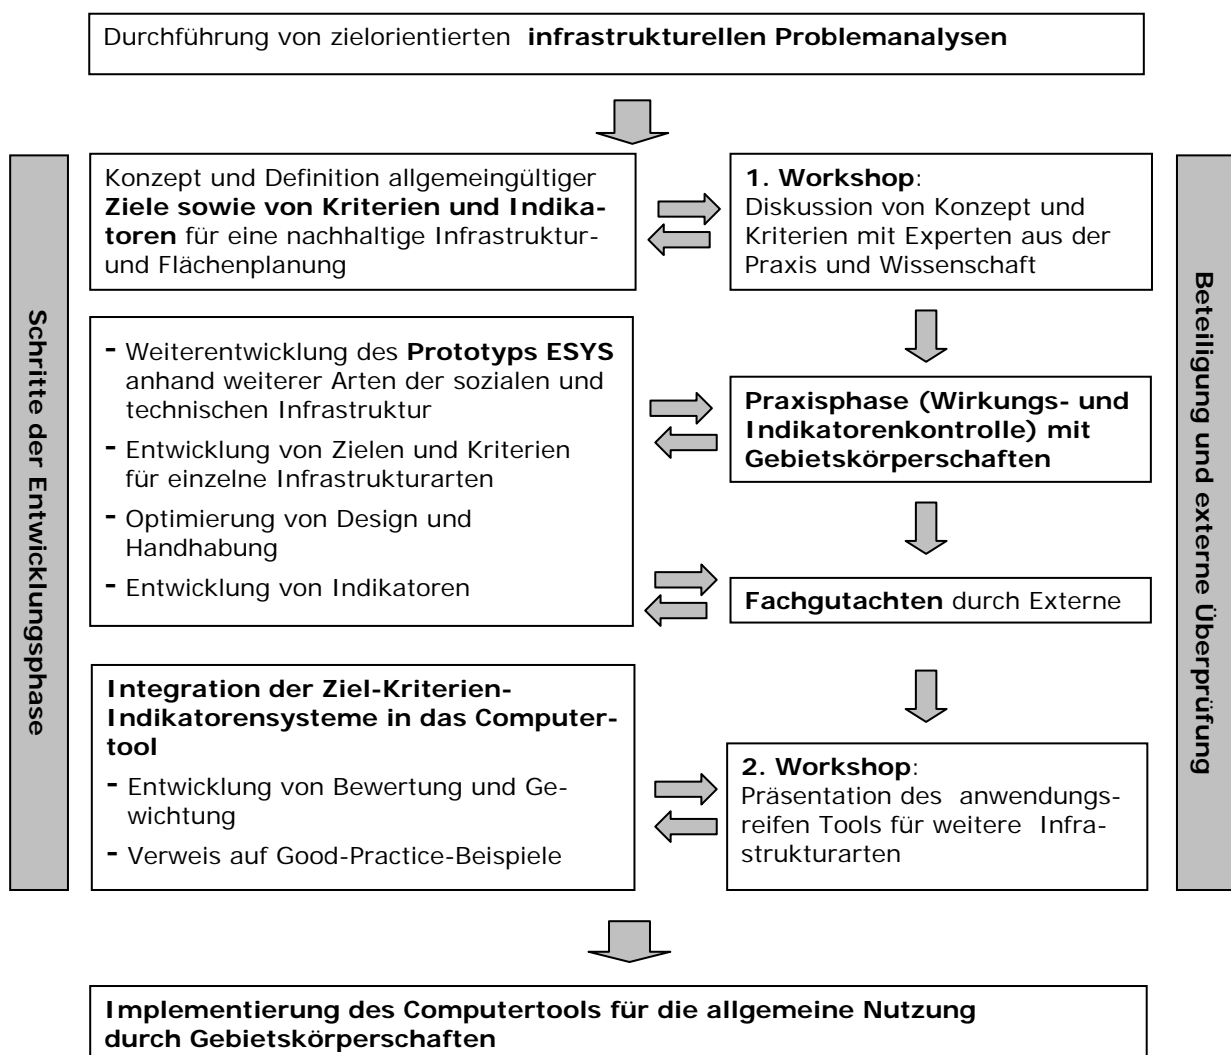 Durchführung von zielorientierten infrastrukturellen Problemanalysen
Schritte der Entwicklungsphase
Konzept und Definition allgemeingültiger
Ziele sowie von Kriterien und Indika-
toren für eine nachhaltige Infrastruktur-
und Flächenplanung
1. Workshop:
Diskussion von Konzept und
Kriterien mit Experten aus der
Praxis und Wissenschaft
- Weiterentwicklung des Prototyps ESYS
anhand weiterer Arten der sozialen und
technischen Infrastruktur
- Entwicklung von Zielen und Kriterien
für einzelne Infrastrukturarten
- Optimierung von Design und
Handhabung
- Entwicklung von Indikatoren
Praxisphase (Wirkungs- und
Indikatorenkontrolle) mit
Gebietskörperschaften
Fachgutachten durch Externe
Integration der Ziel-Kriterien-
Indikatorensysteme in das Computer-
tool
- Entwicklung von Bewertung und Ge-
wichtung
- Verweis auf Good-Practice-Beispiele
2. Workshop:
Präsentation des anwendungs-
reifen Tools für weitere Infra-
strukturarten
Beteiligung und externe Überprüfung
Implementierung des Computertools für die allgemeine Nutzung
durch Gebietskörperschaften